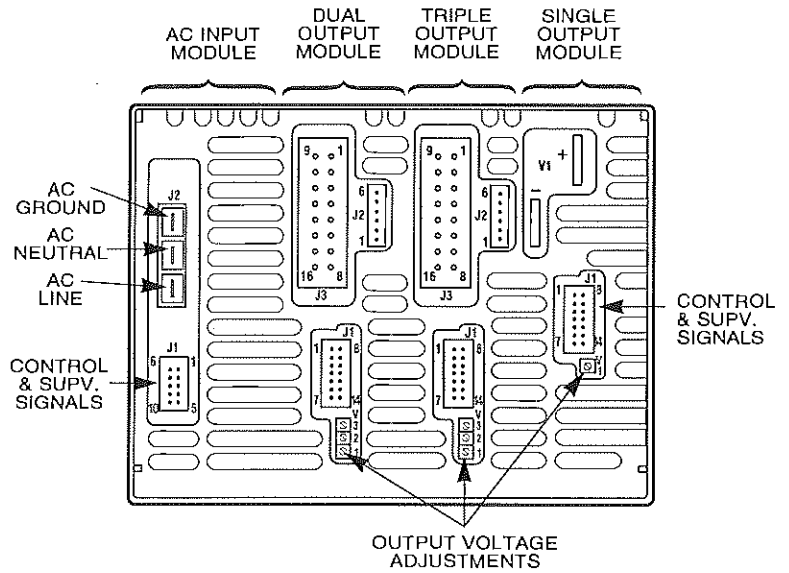 AC INPUT
MODULE
DUAL
OUTPUT
MODULE
TRIPLE
OUTPUT
MODULE
SINGLE
OUTPUT
MODULE
AC
GROUND
AC
NEUTRAL
AC
LINE
CONTROL
& SUPV.
SIGNALS
J2
J1
6 1
10 5
9 1
16 8
J3
6
J2
1
J1
1 8
7 14
V
3
2
1
9 1
16 8
J3
6
J2
1
J1
1 8
7 14
V
3
2
1
V1 +
–
J1
1 8
7 14
V
1
CONTROL
& SUPV.
SIGNALS
OUTPUT VOLTAGE
ADJUSTMENTS